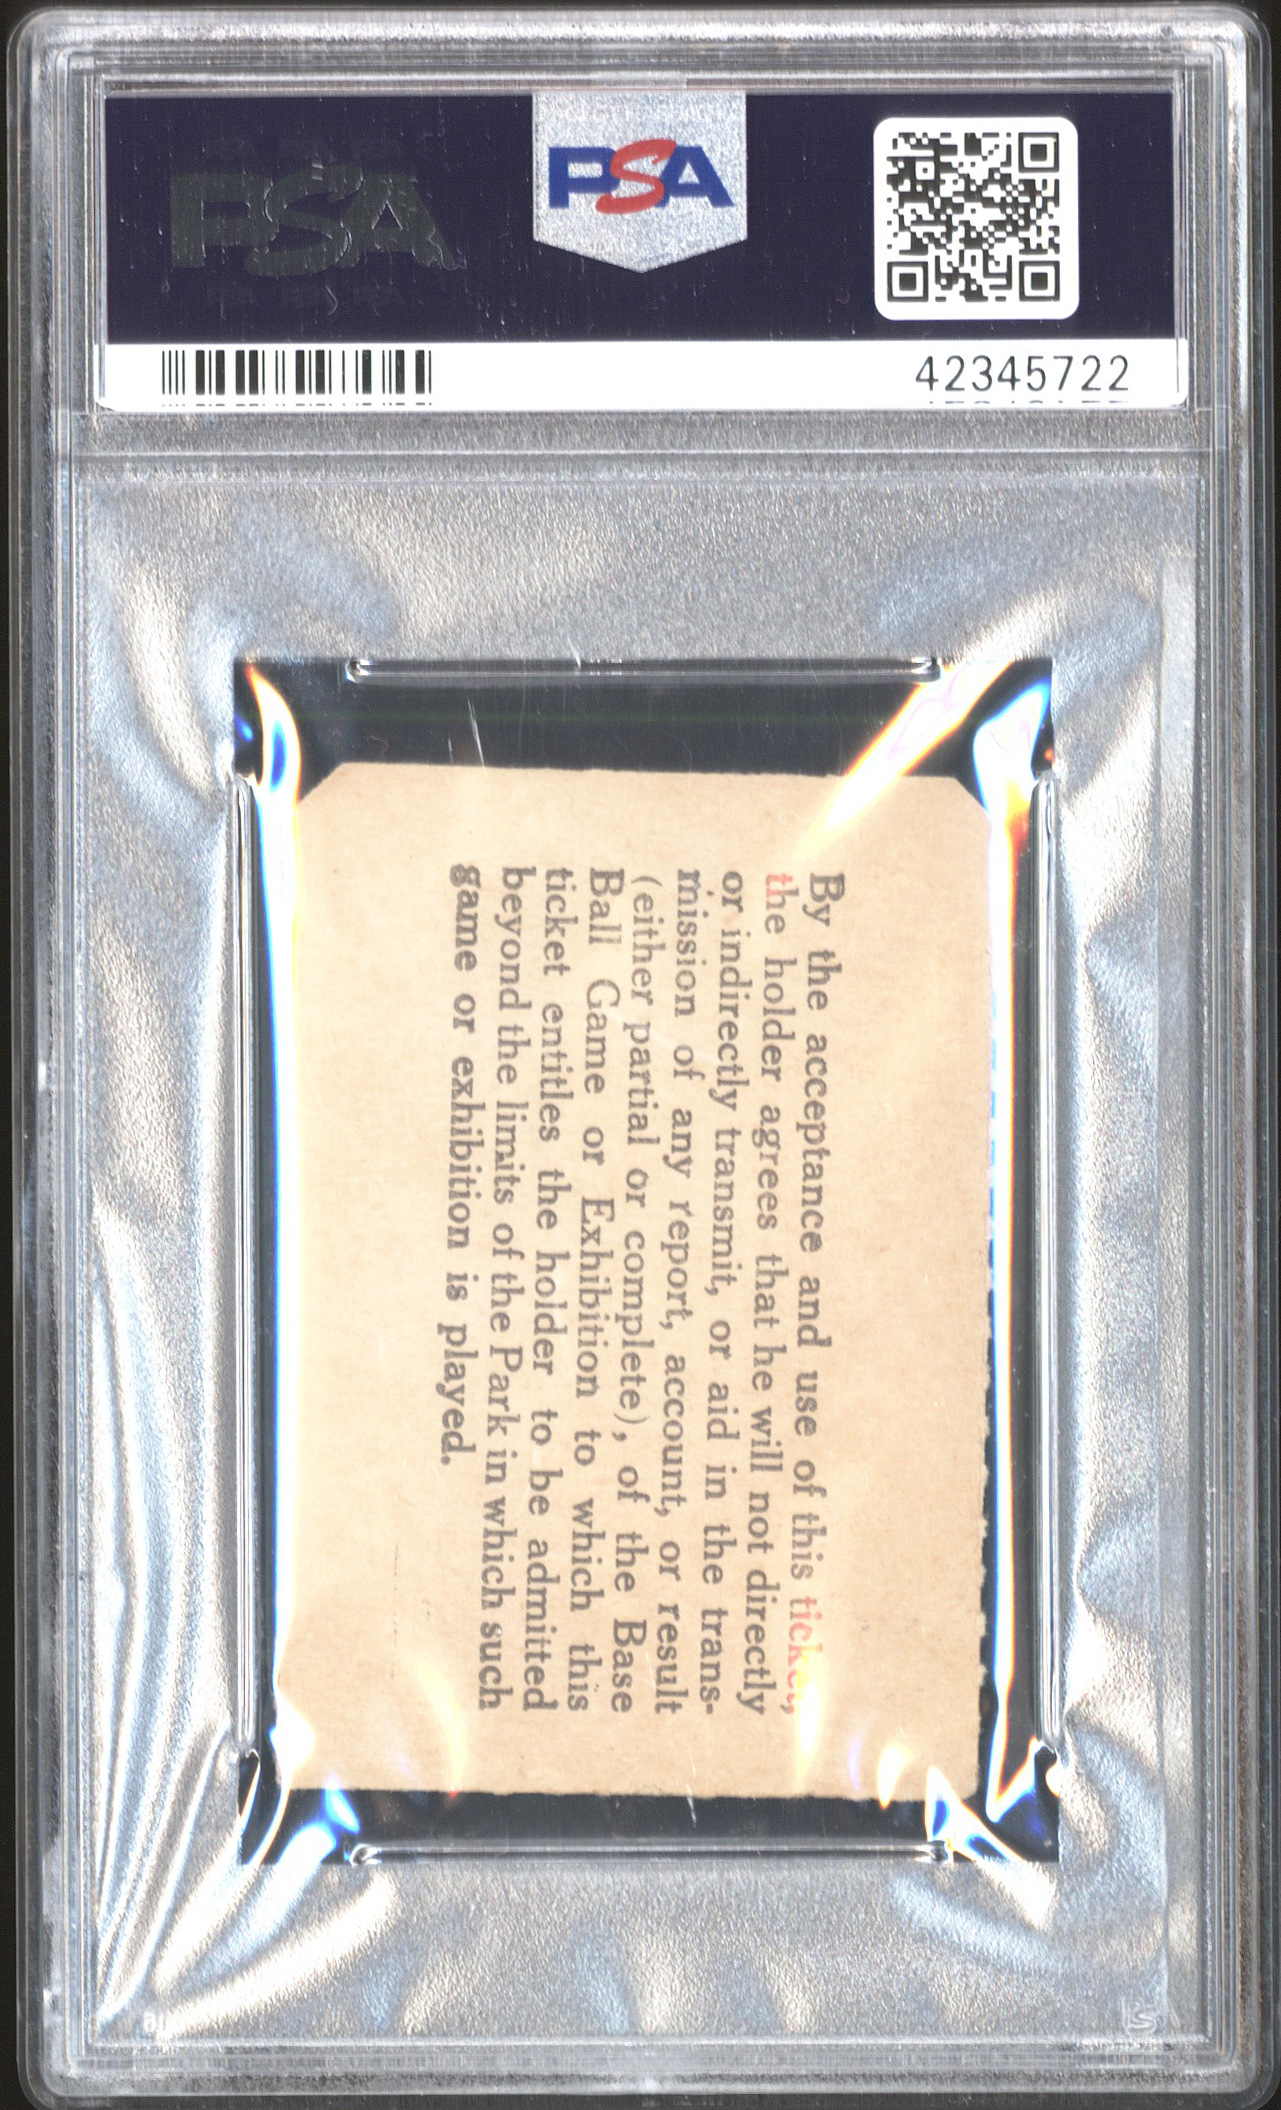 PSA
PSA
42345722
By the acceptance and use of this ticket,
the holder agrees that he will not directly
or indirectly transmit, or aid in the trans-
mission of any report, account, or result
(either partial or complete), of the Base
Ball Game or Exhibition to which this
ticket entitles the holder to be admitted
beyond the limits of the Park in which such
game or exhibition is played.